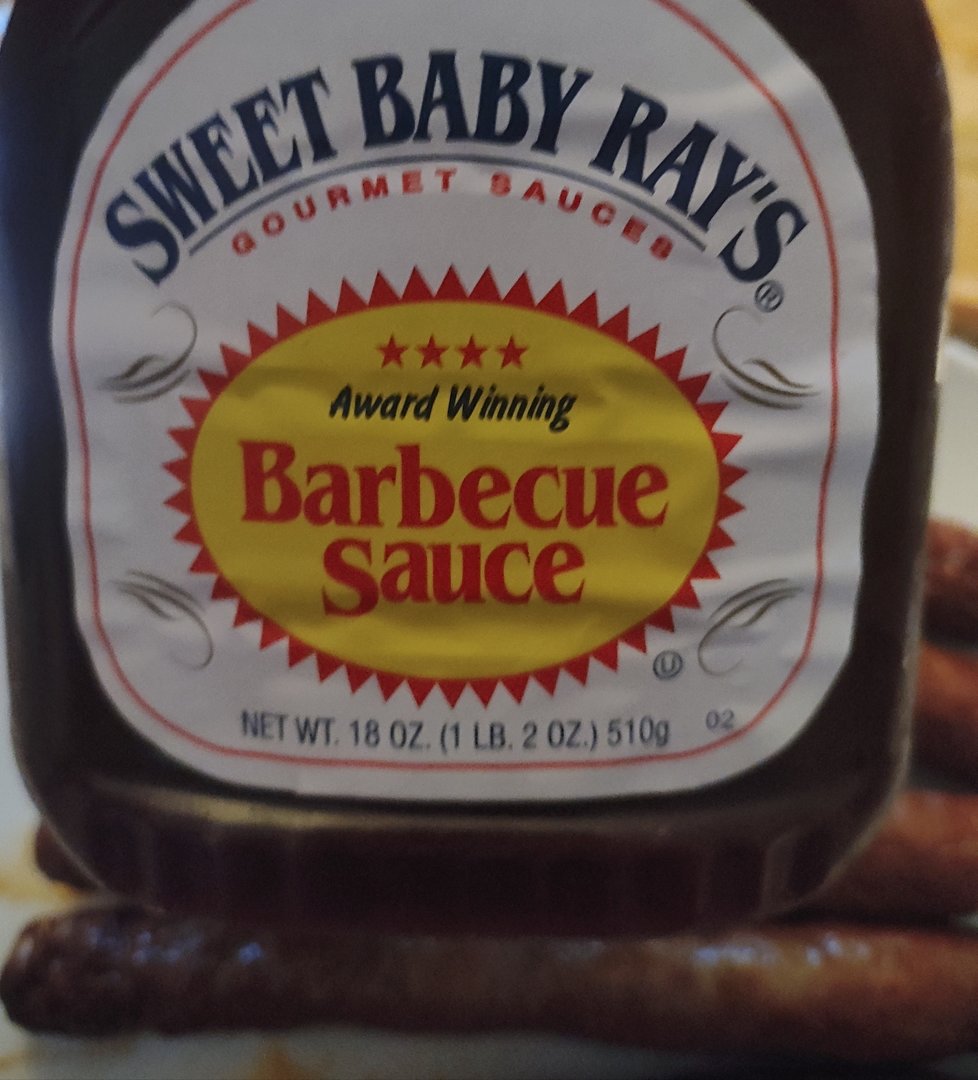 SWEET BABY RAY'S®
GOURMET SAUCES
★★★★
Award Winning
Barbecue
Sauce
Ⓤ
NET WT. 18 OZ. (1 LB. 2 OZ.) 510g 02